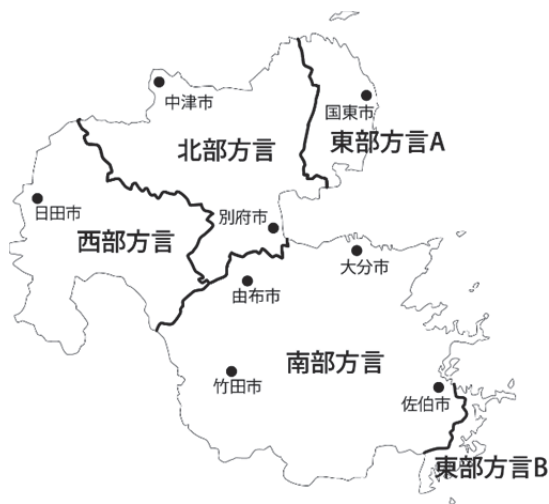 中津市
国東市
東部方言A
北部方言
日田市
別府市
西部方言
大分市
由布市
南部方言
竹田市
佐伯市
東部方言B